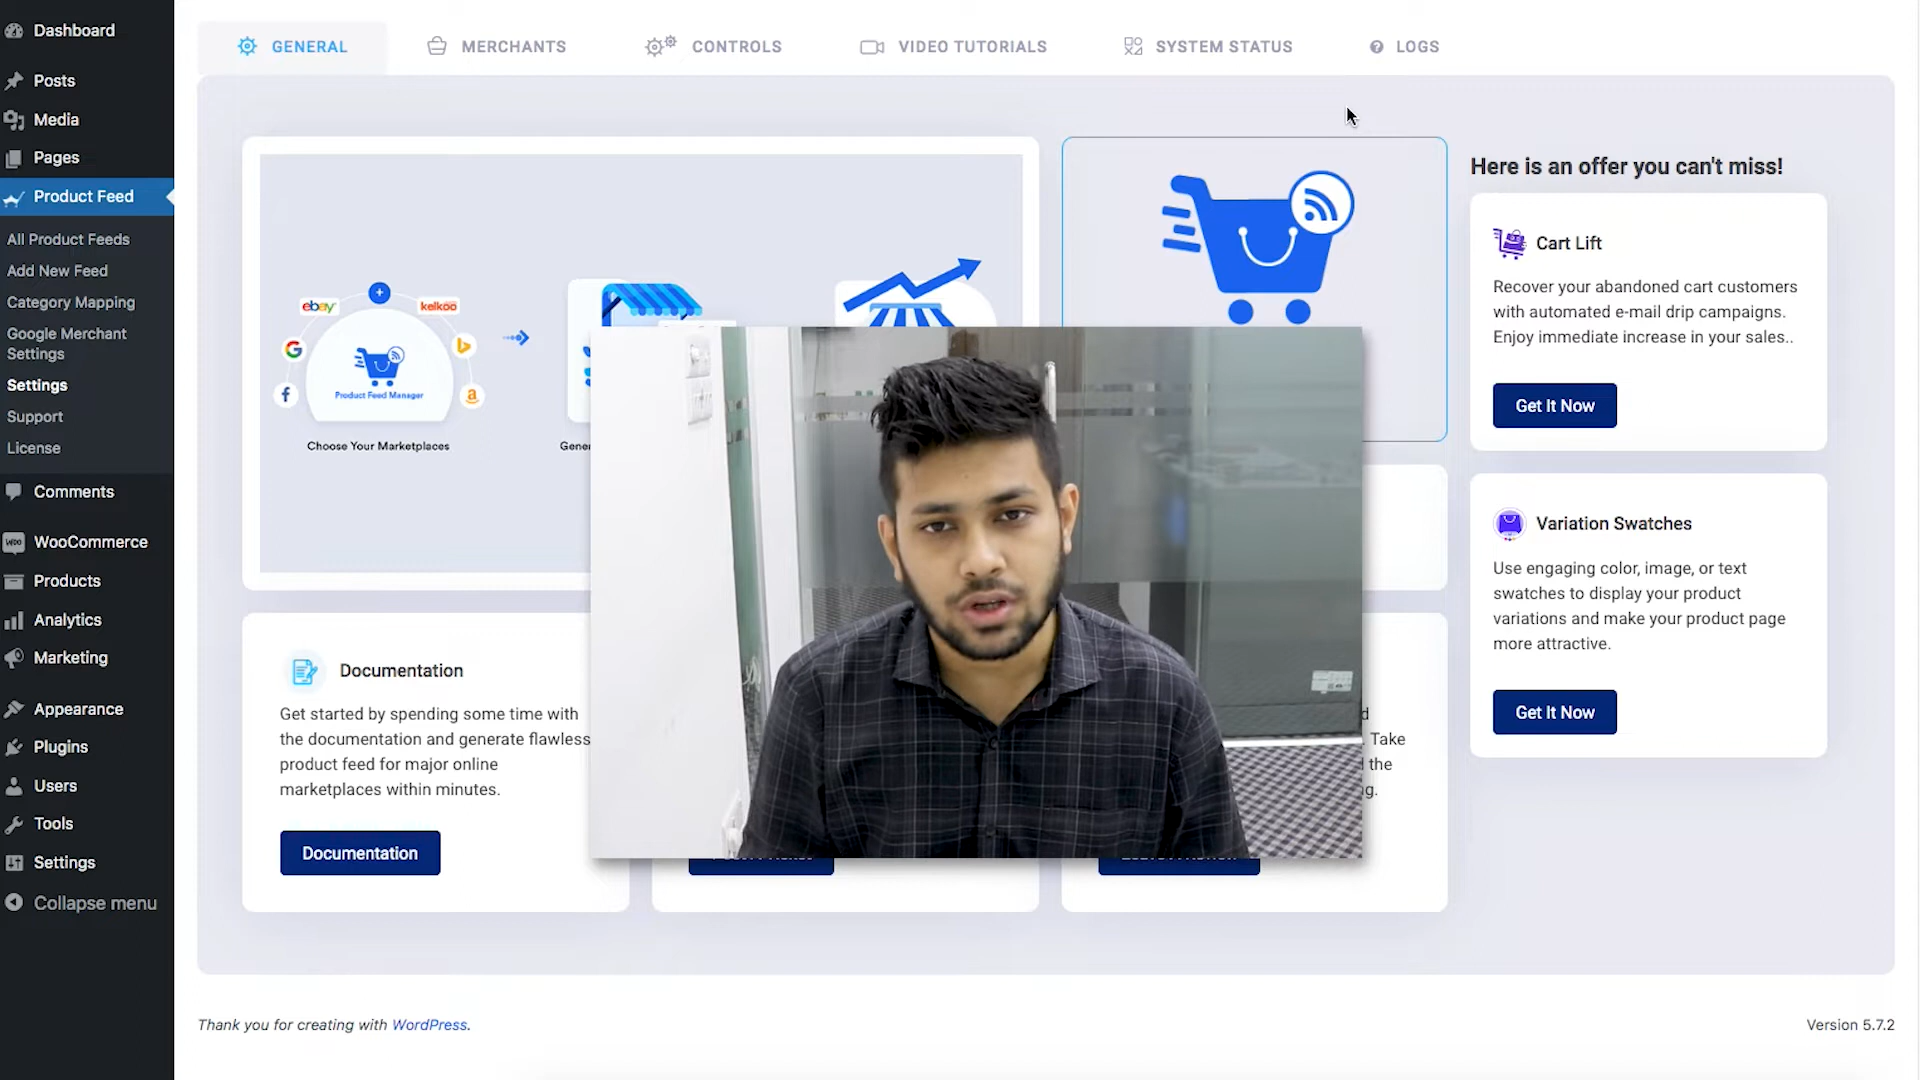 Dashboard
Posts
Media
Pages
Product Feed
All Product Feeds
Add New Feed
Category Mapping
Google Merchant
Settings
Settings
Support
License
Comments
WooCommerce
Products
Analytics
Marketing
Appearance
Plugins
Users
Tools
Settings
Collapse menu
GENERAL
MERCHANTS
CONTROLS
VIDEO TUTORIALS
SYSTEM STATUS
LOGS
ebay
kelkoo
Product Feed Manager
Choose Your Marketplaces
Documentation
Get started by spending some time with
the documentation and generate flawless
product feed for major online
marketplaces within minutes.
Documentation
Take
the
Here is an offer you can't miss!
Cart Lift
Recover your abandoned cart customers
with automated e-mail drip campaigns.
Enjoy immediate increase in your sales..
Get It Now
Variation Swatches
Use engaging color, image, or text
swatches to display your product
variations and make your product page
more attractive.
Get It Now
Thank you for creating with WordPress.
Version 5.7.2